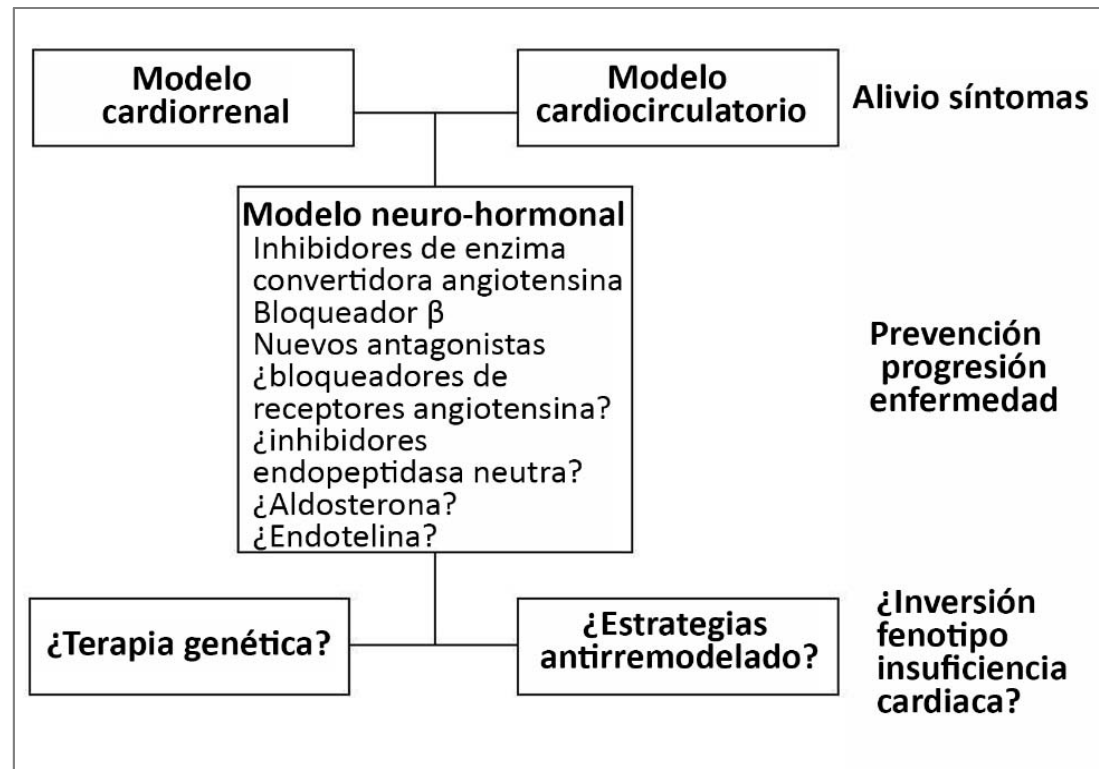 Modelo
cardiorrenal
Modelo
cardiocirculatorio
Alivio síntomas
Modelo neuro-hormonal
Inhibidores de enzima
convertidora angiotensina
Bloqueador β
Nuevos antagonistas
¿bloqueadores de
receptores angiotensina?
¿inhibidores
endopeptidasa neutra?
¿Aldosterona?
¿Endotelina?
Prevención
progresión
enfermedad
¿Terapia genética?
¿Estrategias
antirremodelado?
¿Inversión
fenotipo
insuficiencia
cardiaca?